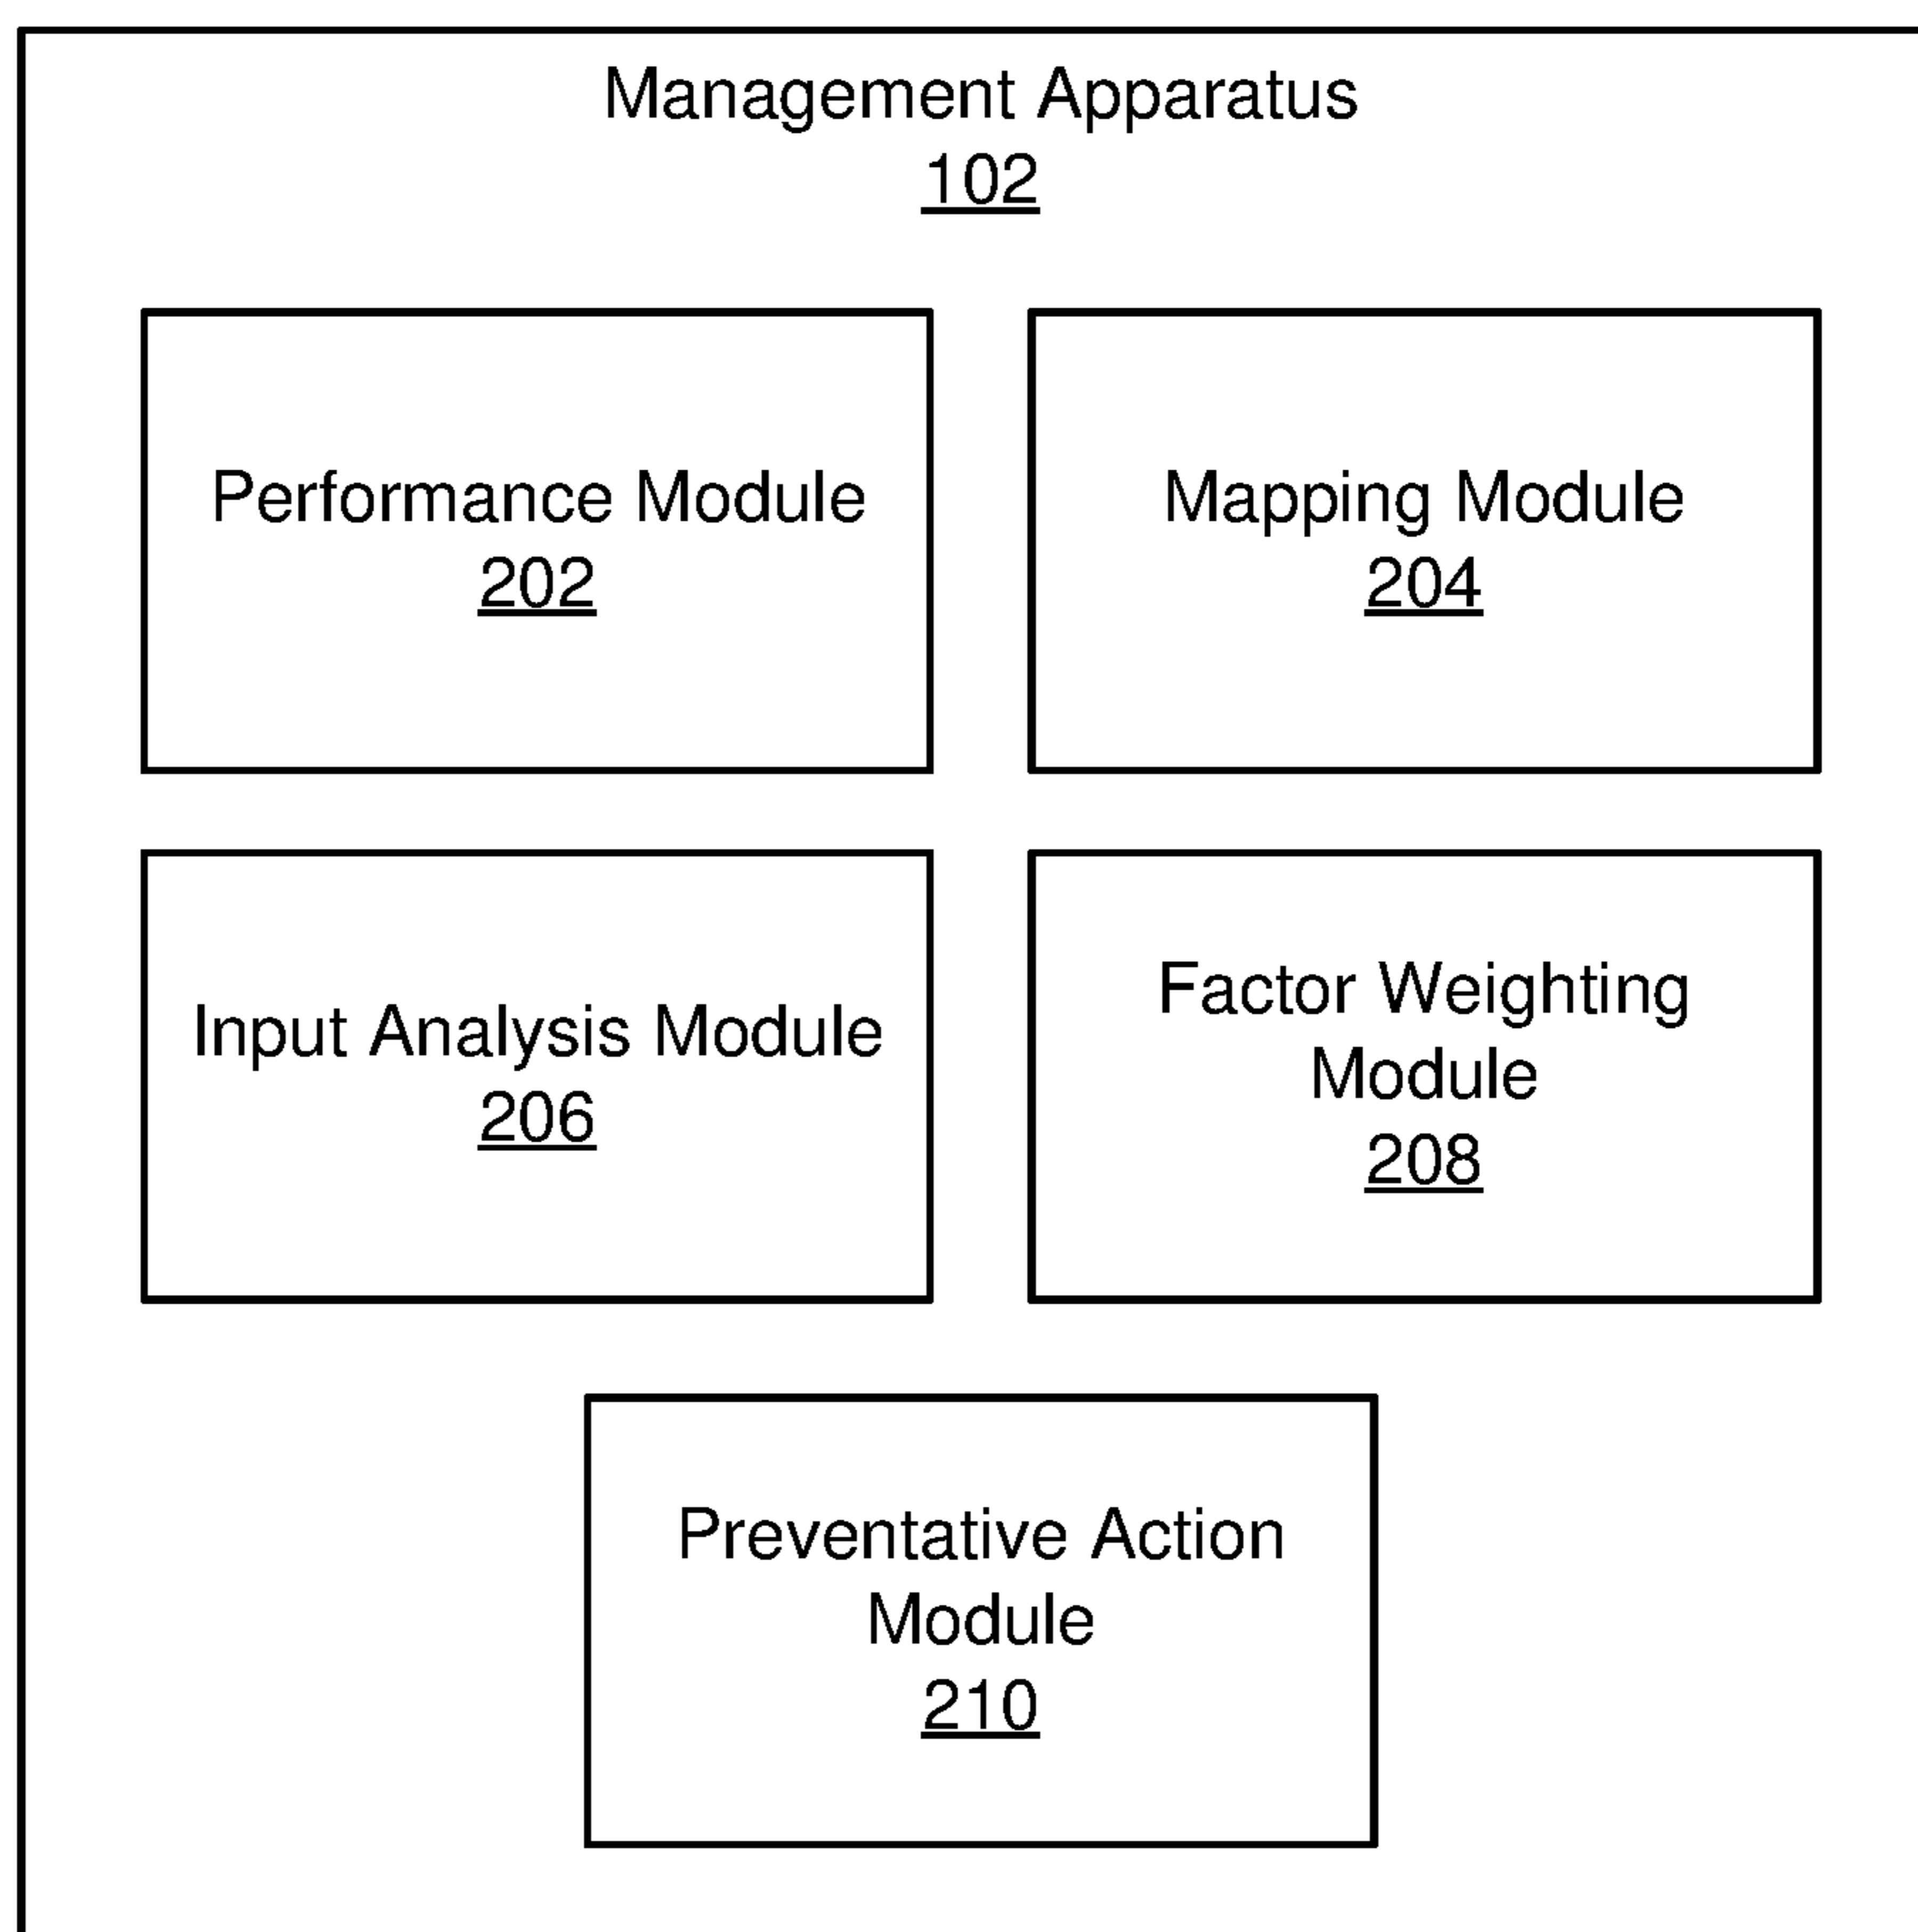 Management Apparatus
102
Performance Module
202
Mapping Module
204
Input Analysis Module
206
Factor Weighting
Module
208
Preventative Action
Module
210